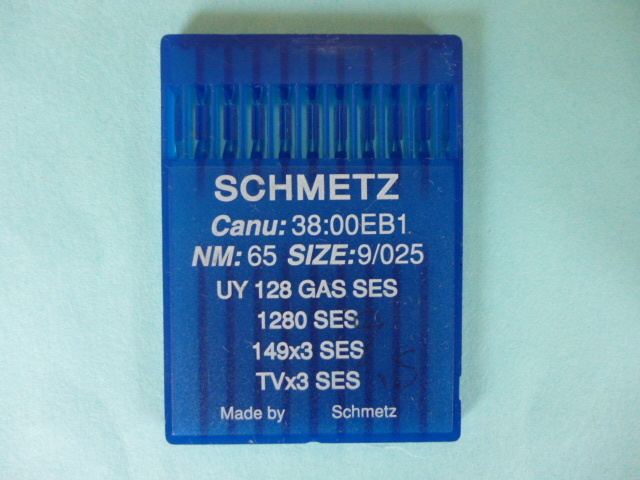 SCHMETZ
Canu: 38:00EB1
NM: 65 SIZE:9/025
UY 128 GAS SES
1280 SES
149x3 SES
TVx3 SES
Made by Schmetz